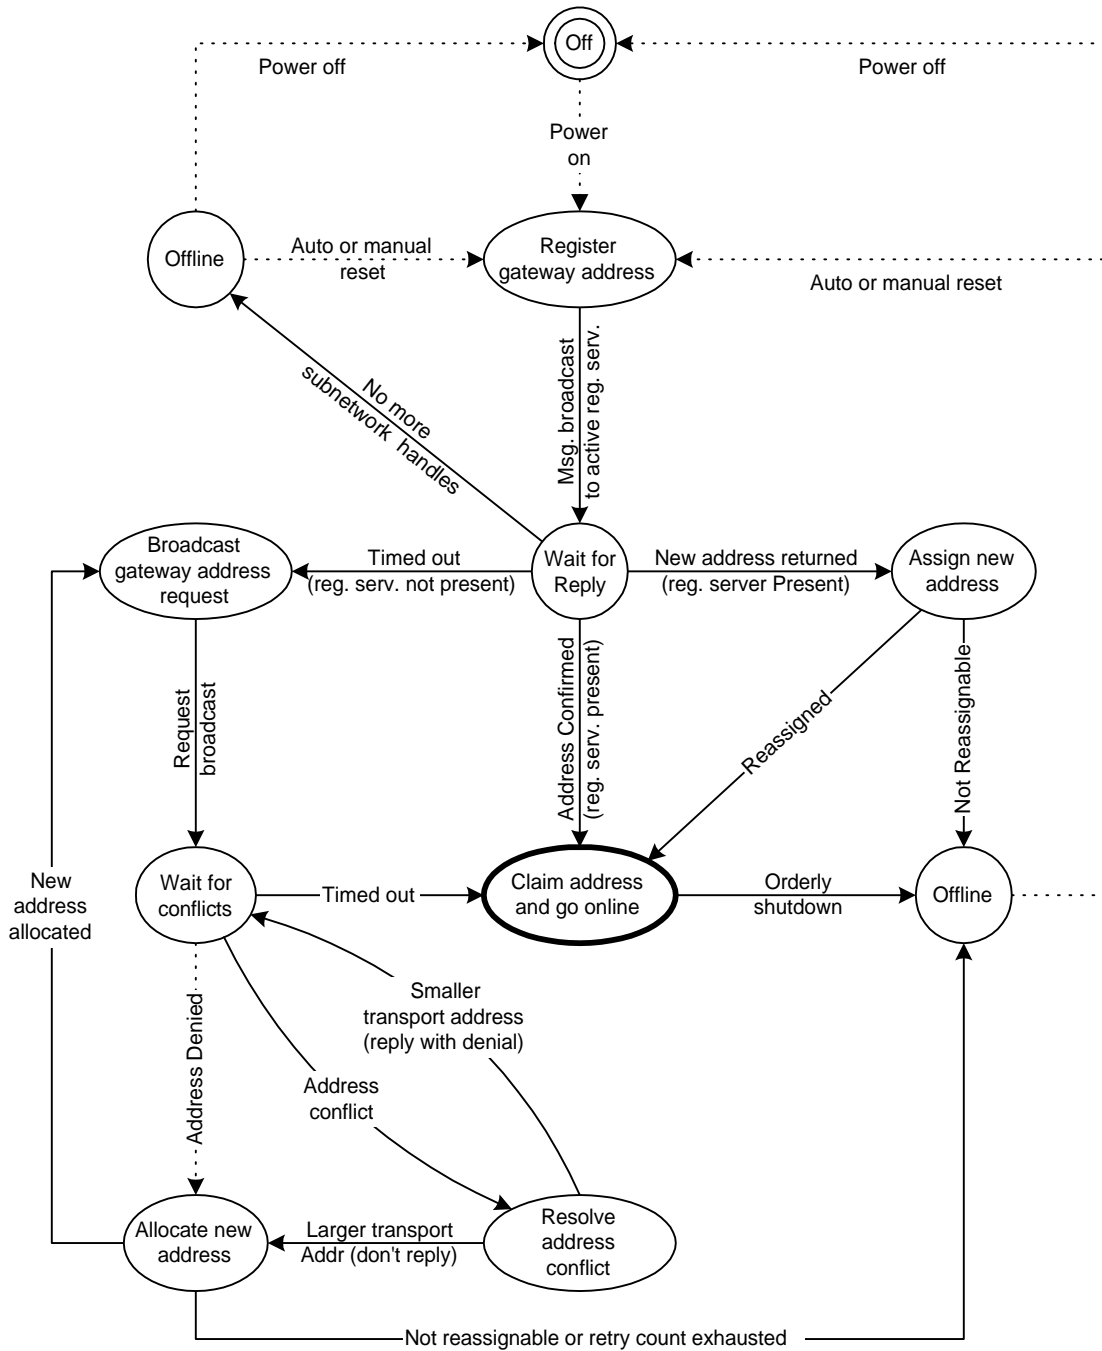 Off
Power off
Power off
Power
on
Offline
Auto or manual
reset
Register
gateway address
Auto or manual reset
No more
subnetwork handles
Msg. broadcast
to active reg. serv.
Broadcast
gateway address
request
Timed out
(reg. serv. not present)
Wait for
Reply
New address returned
(reg. server Present)
Assign new
address
Request
broadcast
Address Confirmed
(reg. serv. present)
Reassigned
Not Reassignable
New
address
allocated
Wait for
conflicts
Timed out
Claim address
and go online
Orderly
shutdown
Offline
Smaller
transport address
(reply with denial)
Address Denied
Address
conflict
Allocate new
address
Larger transport
Addr (don't reply)
Resolve
address
conflict
Not reassignable or retry count exhausted